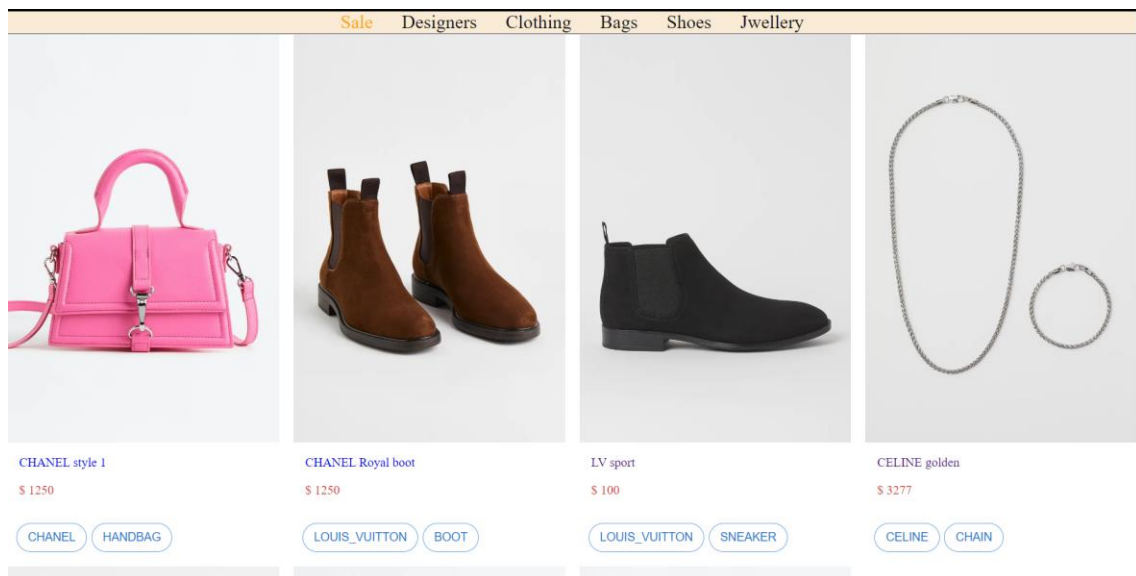 Sale Designers Clothing Bags Shoes Jwellery
CHANEL style 1
$ 1250
CHANEL HANDBAG
CHANEL Royal boot
$ 1250
LOUIS_VUITTON BOOT
LV sport
$ 100
LOUIS_VUITTON SNEAKER
CELINE golden
$ 3277
CELINE CHAIN